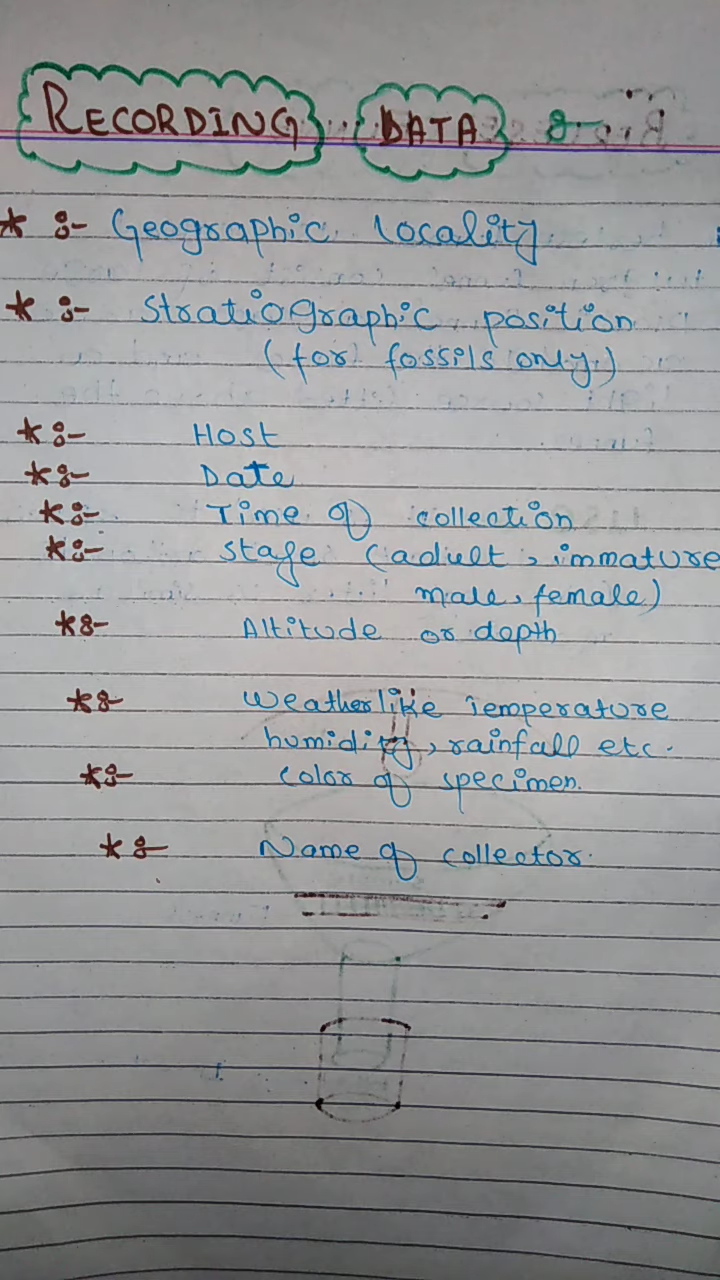 RECORDING DATA :-
* :- Geographic locality
* :- Stratiographic position
(for fossils only)
* :- Host
* :- Date
* :- Time of collection
* :- Stage (adult, immature
male, female)
* :- Altitude or depth
* :- Weather like Temperature
humidity, rainfall etc.
* :- color of specimen.
* :- Name of collector.